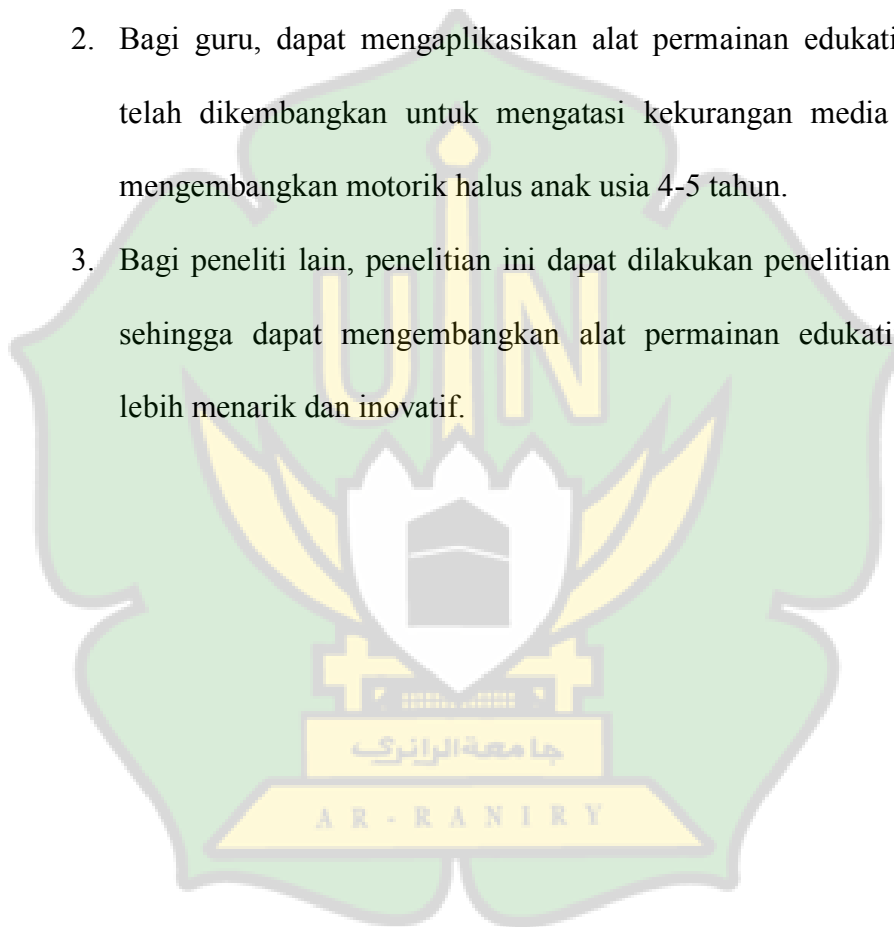 2. Bagi guru, dapat mengaplikasikan alat permainan edukati
telah dikembangkan untuk mengatasi kekurangan media
mengembangkan motorik halus anak usia 4-5 tahun.
3. Bagi peneliti lain, penelitian ini dapat dilakukan penelitian
sehingga dapat mengembangkan alat permainan edukati
lebih menarik dan inovatif.
UIN
جامعة الرانري
AR-RANIRY